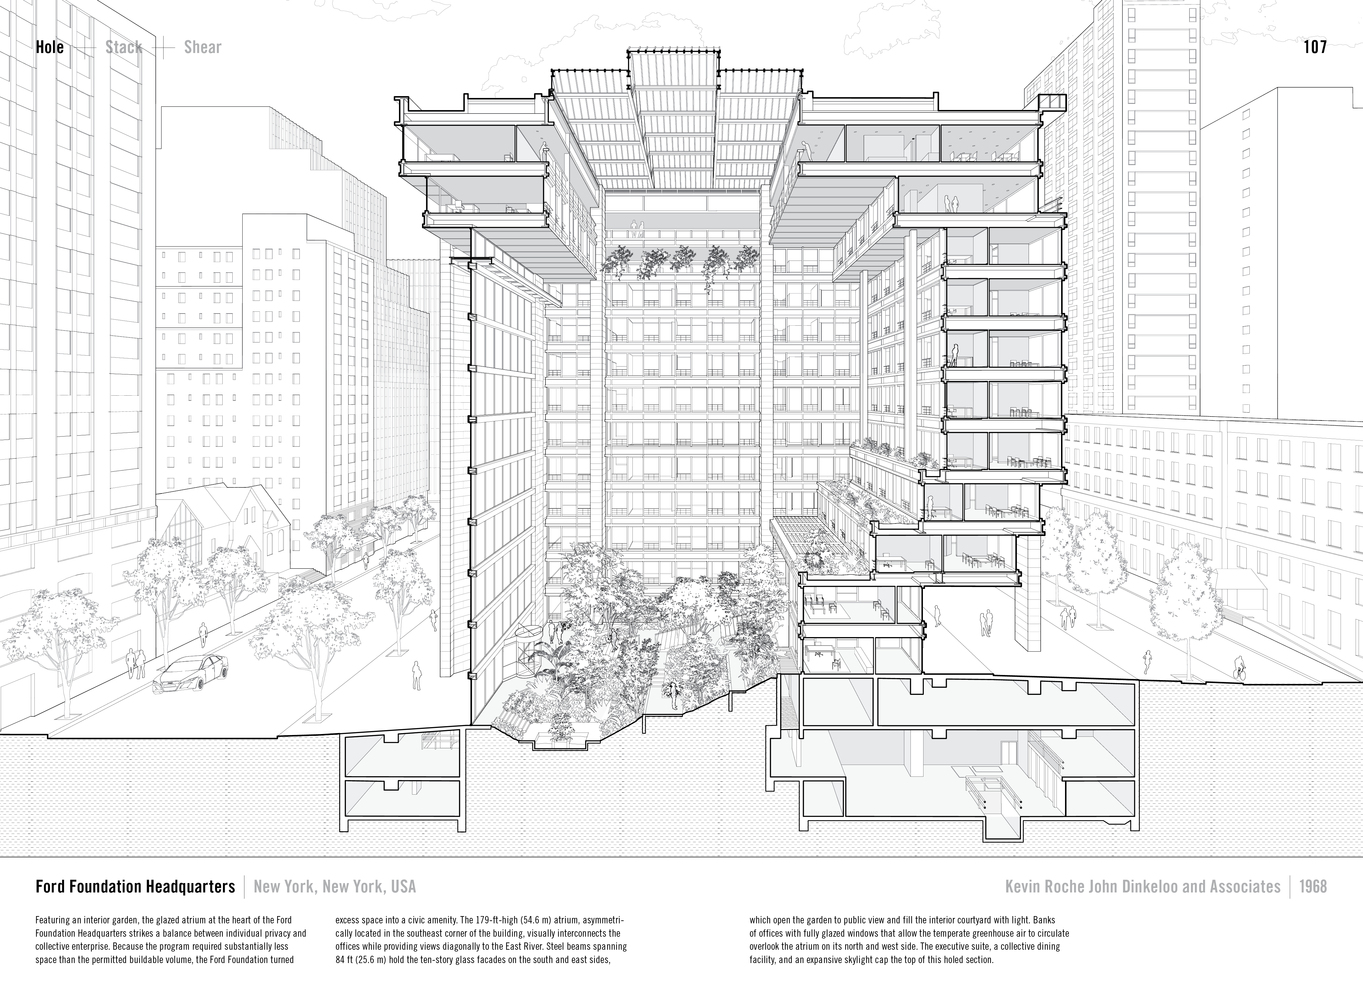 Hole Stack Shear
107
Ford Foundation Headquarters New York, New York, USA
Kevin Roche John Dinkeloo and Associates 1968
Featuring an interior garden, the glazed atrium at the heart of the Ford
Foundation Headquarters strikes a balance between individual privacy and
collective enterprise. Because the program required substantially less
space than the permitted buildable volume, the Ford Foundation turned
excess space into a civic amenity. The 179-ft-high (54.6 m) atrium, asymmetri-
cally located in the southeast corner of the building, visually interconnects the
offices while providing views diagonally to the East River. Steel beams spanning
84 ft (25.6 m) hold the ten-story glass facades on the south and east sides,
which open the garden to public view and fill the interior courtyard with light. Banks
of offices with fully glazed windows that allow the temperate greenhouse air to circulate
overlook the atrium on its north and west side. The executive suite, a collective dining
facility, and an expansive skylight cap the top of this holed section.